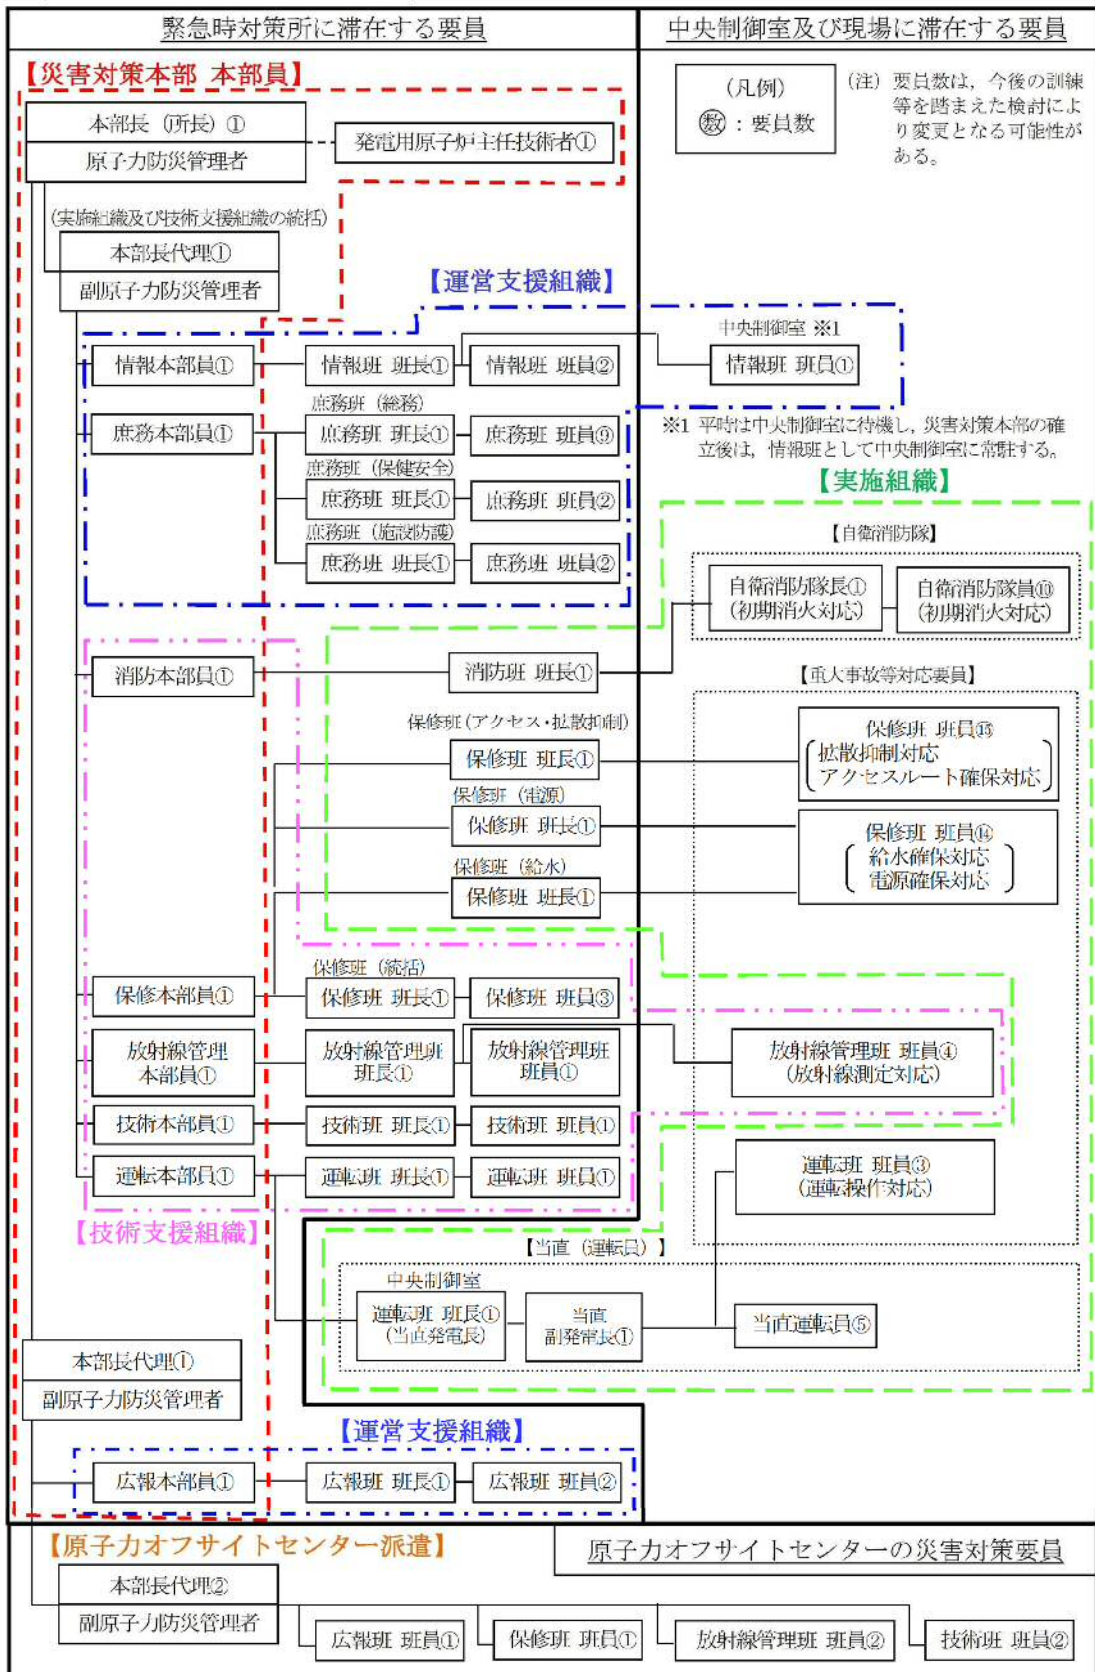 緊急時対策所に滞在する要員
中央制御室及び現場に滞在する要員
【災害対策本部 本部員】
本部長（所長）①
原子力防災管理者
発電用原子炉主任技術者①
(凡例)
㊝：要員数
(注) 要員数は，今後の訓練
等を踏まえた検討によ
り変更となる可能性が
ある。
(実施組織及び技術支援組織の統括)
本部長代理①
副原子力防災管理者
【運営支援組織】
情報本部員①
情報班 班長①
情報班 班員②
中央制御室 ※1
情報班 班員①
※1 平時は中央制御室に待機し，災害対策本部の確
立後は，情報班として中央制御室に常駐する。
庶務本部員①
庶務班（総務）
庶務班 班長①
庶務班 班員⑨
庶務班（保健安全）
庶務班 班長①
庶務班 班員②
庶務班（施設防護）
庶務班 班長①
庶務班 班員②
【実施組織】
【自衛消防隊】
自衛消防隊長①
(初期消火対応)
自衛消防隊員⑩
(初期消火対応)
消防本部員①
消防班 班長①
【重大事故等対応要員】
保修班(アクセス・拡散抑制)
保修班 班長①
保修班 班員⑮
拡散抑制対応
アクセスルート確保対応
保修班（電源）
保修班 班長①
保修班 班員⑭
給水確保対応
電源確保対応
保修班（給水）
保修班 班長①
保修本部員①
保修班（統括）
保修班 班長①
保修班 班員③
放射線管理
本部員①
放射線管理班
班長①
放射線管理班
班員①
放射線管理班 班員④
(放射線測定対応)
技術本部員①
技術班 班長①
技術班 班員①
運転本部員①
運転班 班長①
運転班 班員①
運転班 班員③
(運転操作対応)
【技術支援組織】
【当直（運転員）】
中央制御室
運転班 班長①
(当直発電長)
当直
副発電長①
当直運転員⑤
本部長代理①
副原子力防災管理者
【運営支援組織】
広報本部員①
広報班 班長①
広報班 班員②
【原子力オフサイトセンター派遣】
原子力オフサイトセンターの災害対策要員
本部長代理②
副原子力防災管理者
広報班 班員①
保修班 班員①
放射線管理班 班員②
技術班 班員②